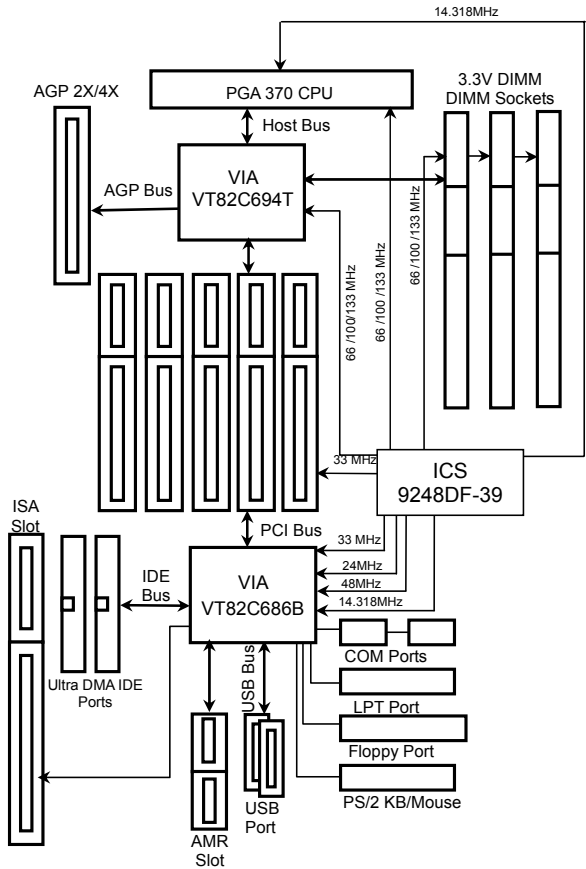 14.318MHz
AGP 2X/4X
PGA 370 CPU
3.3V DIMM
DIMM Sockets
Host Bus
VIA
VT82C694T
AGP Bus
66 /100/133 MHz
66 /100 /133 MHz
66 /100 /133 MHz
33 MHz
ICS
9248DF-39
ISA
Slot
PCI Bus
33 MHz
24MHz
48MHz
14.318MHz
IDE
Bus
VIA
VT82C686B
COM Ports
Ultra DMA IDE
Ports
USB Bus
LPT Port
Floppy Port
PS/2 KB/Mouse
USB
Port
AMR
Slot